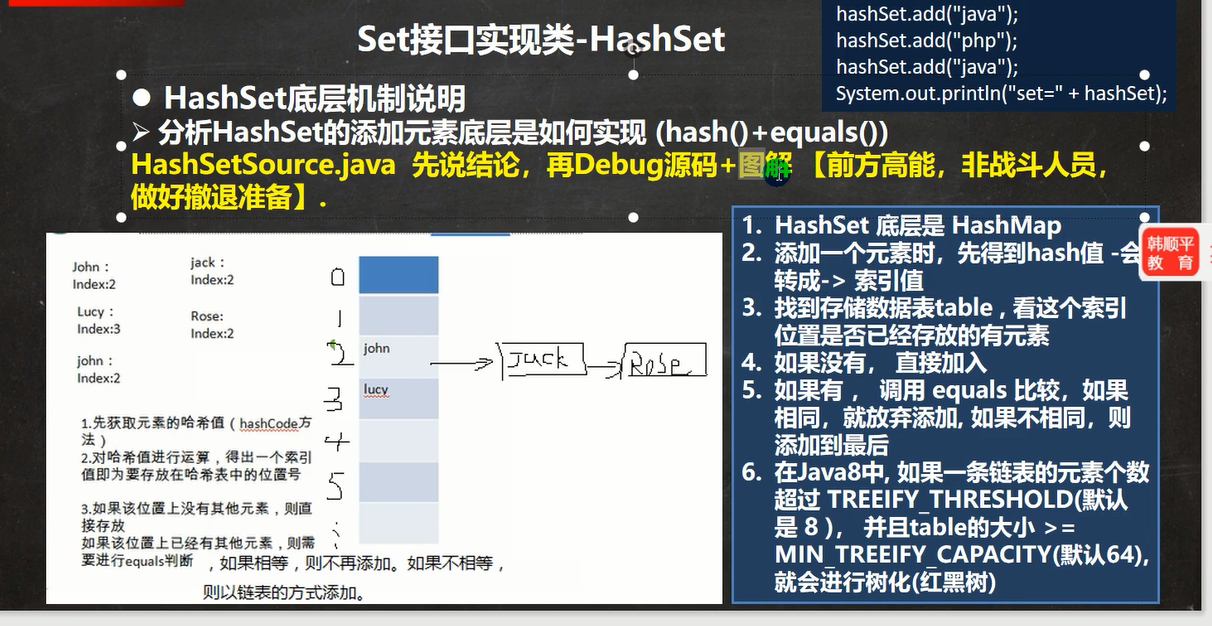 Set接口实现类-HashSet
hashSet.add("java");
hashSet.add("php");
hashSet.add("java");
System.out.println("set=" + hashSet);
● HashSet底层机制说明
➢ 分析HashSet的添加元素底层是如何实现 (hash()+equals())
HashSetSource.java 先说结论，再Debug源码+图解 【前方高能，非战斗人员，
做好撤退准备】.
John：
Index:2
jack：
Index:2
Lucy：
Index:3
Rose:
Index:2
john：
Index:2
0
1
2
3
4
5
john
lucy
Jack
Rose
1.先获取元素的哈希值（hashCode方
法）
2.对哈希值进行运算，得出一个索引
值即为要存放在哈希表中的位置号
3.如果该位置上没有其他元素，则直
接存放
如果该位置上已经有其他元素，则需
要进行equals判断 ，如果相等，则不再添加。如果不相等，
则以链表的方式添加。
1. HashSet 底层是 HashMap
2. 添加一个元素时，先得到hash值 -会
转成-> 索引值
3. 找到存储数据表table，看这个索引
位置是否已经存放的有元素
4. 如果没有， 直接加入
5. 如果有 ， 调用 equals 比较，如果
相同，就放弃添加, 如果不相同，则
添加到最后
6. 在Java8中, 如果一条链表的元素个数
超过 TREEIFY_THRESHOLD(默认
是 8 )， 并且table的大小 >=
MIN_TREEIFY_CAPACITY(默认64),
就会进行树化(红黑树)
韩顺平
教 育